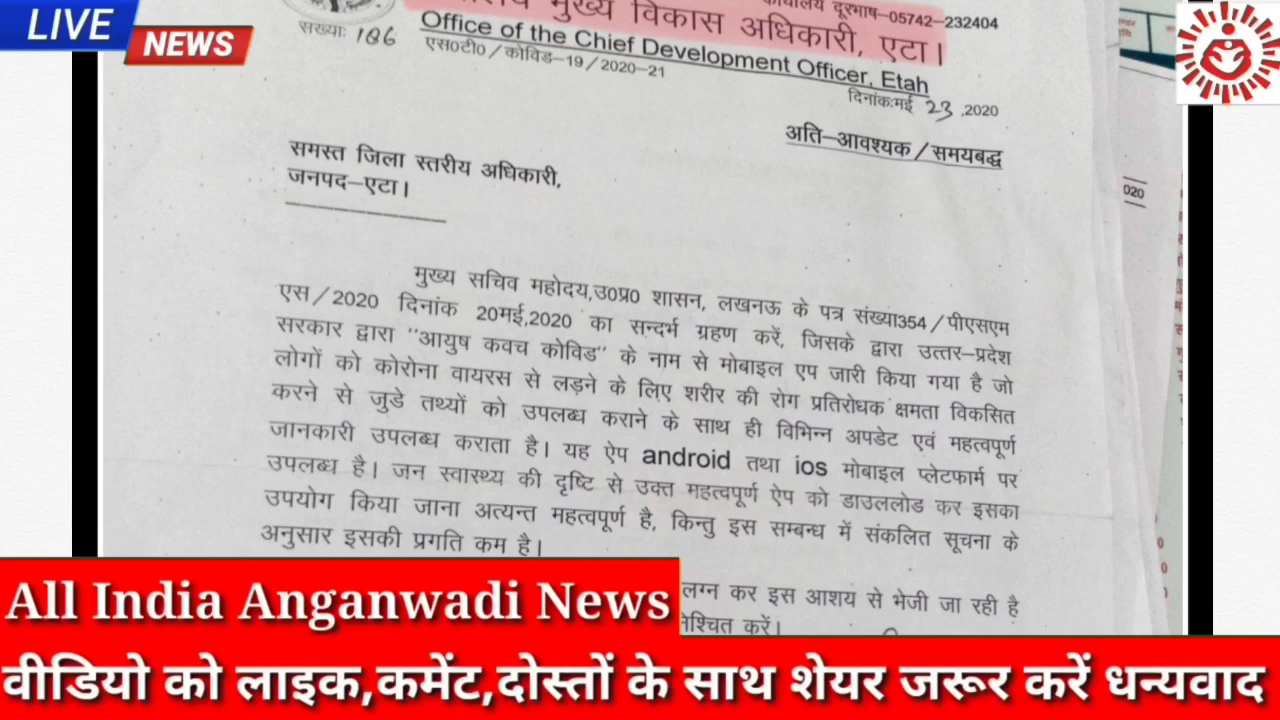 LIVE
NEWS
कार्यालय दूरभाष–05742–232404
मुख्य विकास अधिकारी, एटा।
Office of the Chief Development Officer, Etah
संख्याः 186 एस0टी0/कोविड–19/2020–21
दिनांकःमई 23 ,2020
अति–आवश्यक/समयबद्ध
समस्त जिला स्तरीय अधिकारी,
जनपद–एटा।
020
मुख्य सचिव महोदय,उ0प्र0 शासन, लखनऊ के पत्र संख्या354/पीएसएम
एस/2020 दिनांक 20मई,2020 का सन्दर्भ ग्रहण करें, जिसके द्वारा उत्तर–प्रदेश
सरकार द्वारा ''आयुष कवच कोविड'' के नाम से मोबाइल एप जारी किया गया है जो
लोगों को कोरोना वायरस से लड़ने के लिए शरीर की रोग प्रतिरोधक क्षमता विकसित
करने से जुडे तथ्यों को उपलब्ध कराने के साथ ही विभिन्न अपडेट एवं महत्वपूर्ण
जानकारी उपलब्ध कराता है। यह ऐप android तथा ios मोबाइल प्लेटफार्म पर
उपलब्ध है। जन स्वास्थ्य की दृष्टि से उक्त महत्वपूर्ण ऐप को डाउललोड कर इसका
उपयोग किया जाना अत्यन्त महत्वपूर्ण है, किन्तु इस सम्बन्ध में संकलित सूचना के
अनुसार इसकी प्रगति कम है।
लग्न कर इस आशय से भेजी जा रही है
निश्चित करें।
All India Anganwadi News
वीडियो को लाइक,कमेंट,दोस्तों के साथ शेयर जरूर करें धन्यवाद